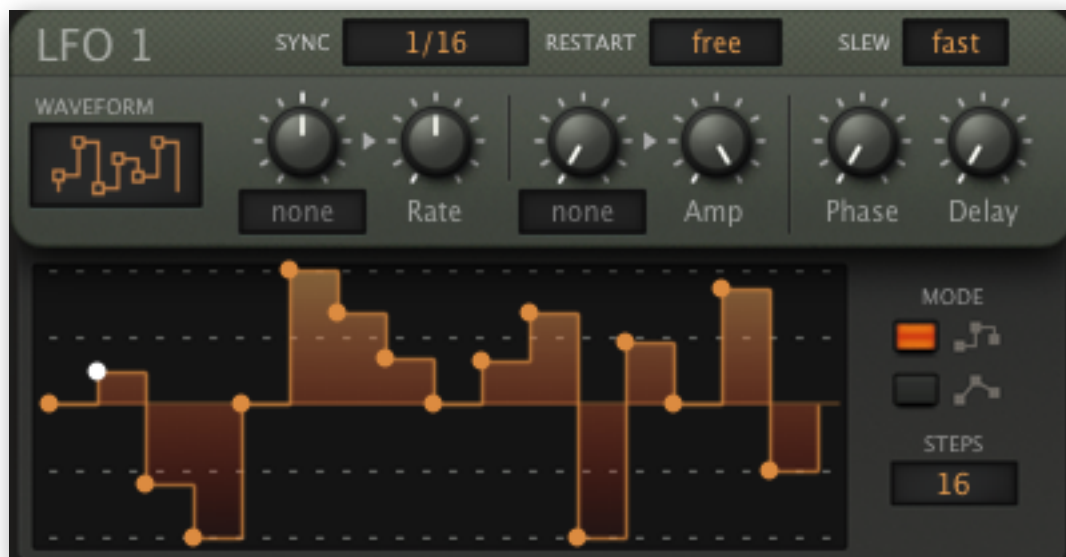 LFO 1 SYNC 1/16 RESTART free SLEW fast
WAVEFORM
none Rate none Amp Phase Delay
MODE
STEPS
16